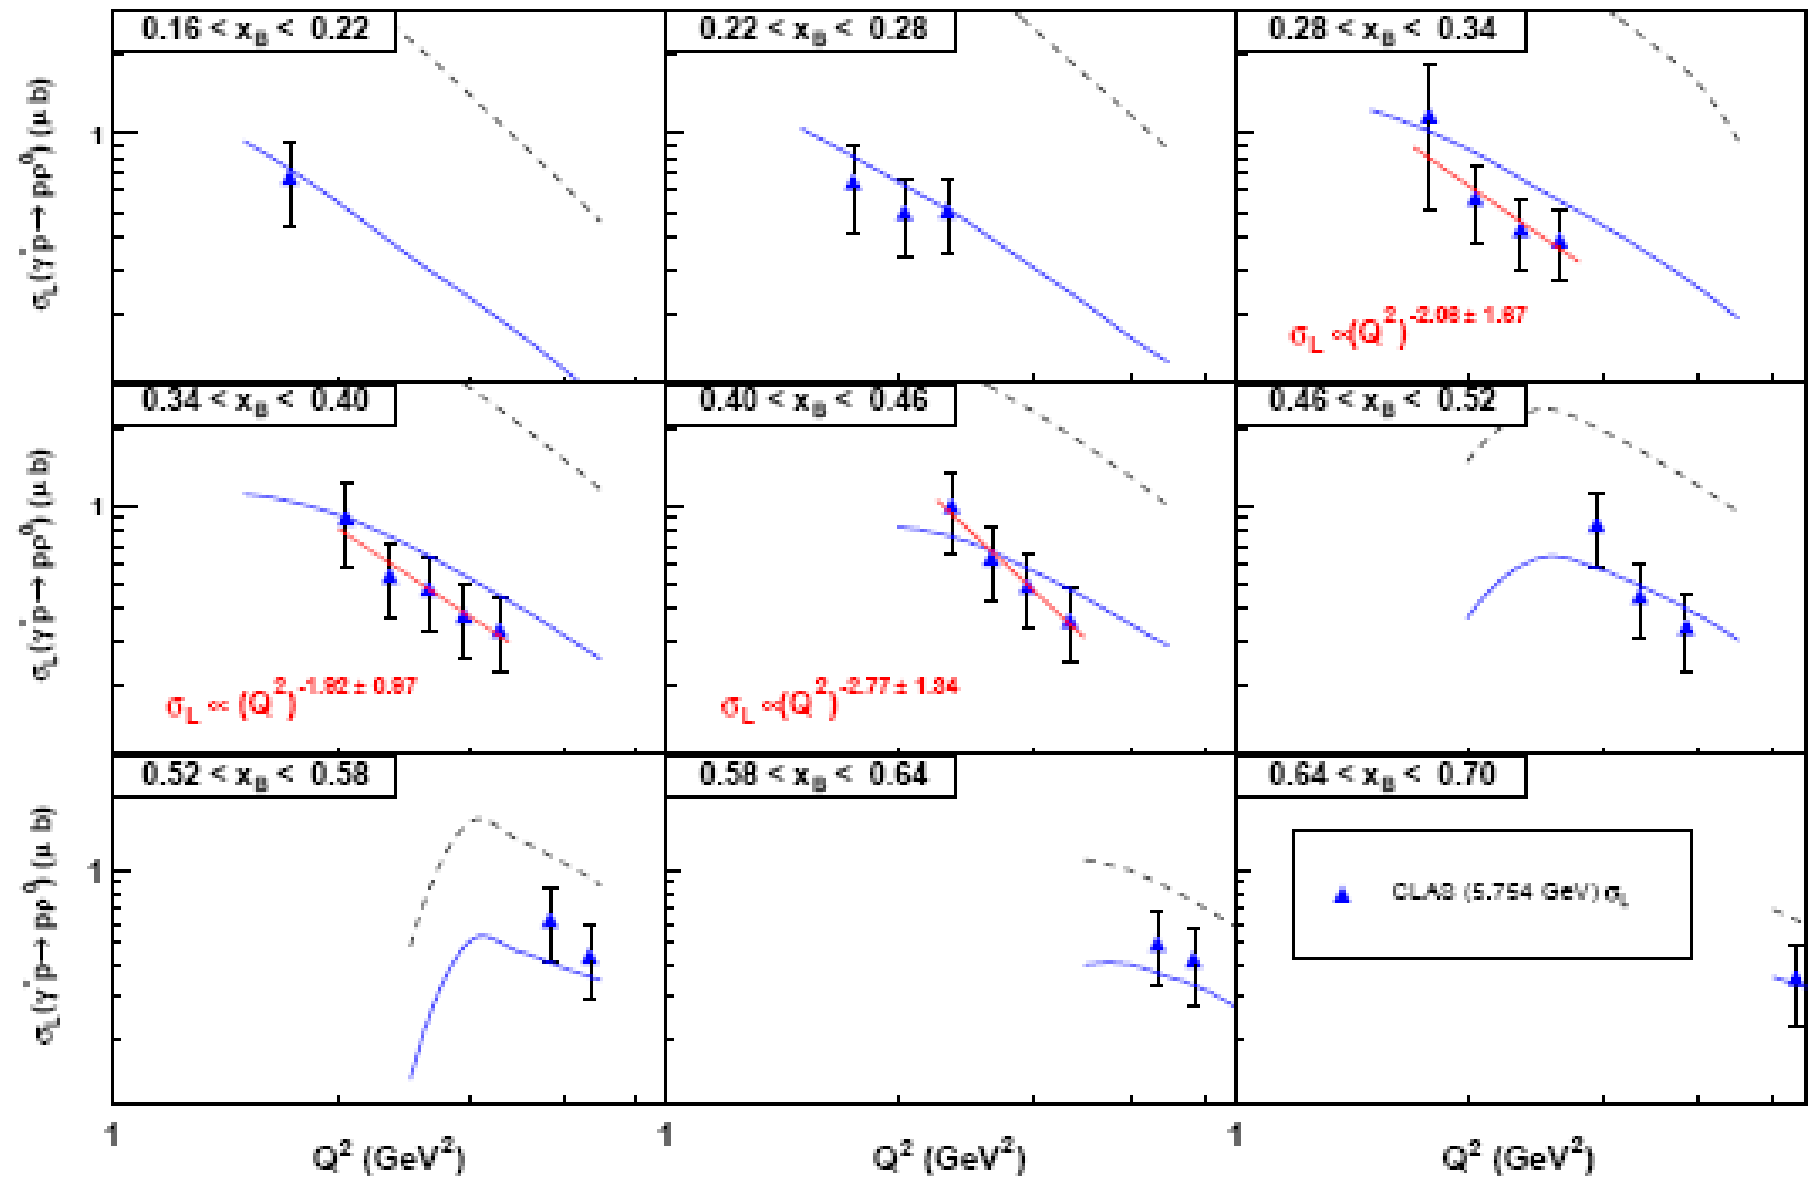 0.16 < x_B < 0.22
0.22 < x_B < 0.28
0.28 < x_B < 0.34
σ_L(γ*p→pρ⁰) (μb)
1
σ_L ∝(Q²)^-2.08 ± 1.67
0.34 < x_B < 0.40
0.40 < x_B < 0.46
0.46 < x_B < 0.52
σ_L(γ*p→pρ⁰) (μb)
1
σ_L ∝ (Q²)^-1.92 ± 0.87
σ_L ∝(Q²)^-2.77 ± 1.34
0.52 < x_B < 0.58
0.58 < x_B < 0.64
0.64 < x_B < 0.70
σ_L(γ*p→pρ⁰) (μ b)
1
CLAS (5.754 GeV) σ_L
1
1
1
Q² (GeV²)
Q² (GeV²)
Q² (GeV²)